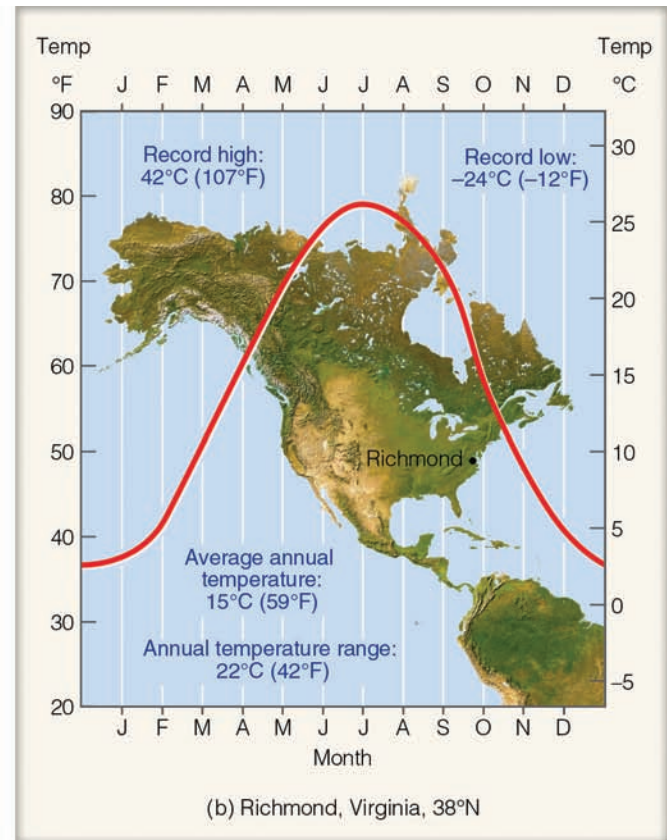 Temp Temp
°F J F M A M J J A S O N D °C
90
Record high:
42°C (107°F)
Record low:
–24°C (–12°F)
30
80
25
70
20
60
15
50
Richmond
10
40
5
Average annual
temperature:
15°C (59°F)
0
30
Annual temperature range:
22°C (42°F)
–5
20
J F M A M J J A S O N D
Month
(b) Richmond, Virginia, 38°N